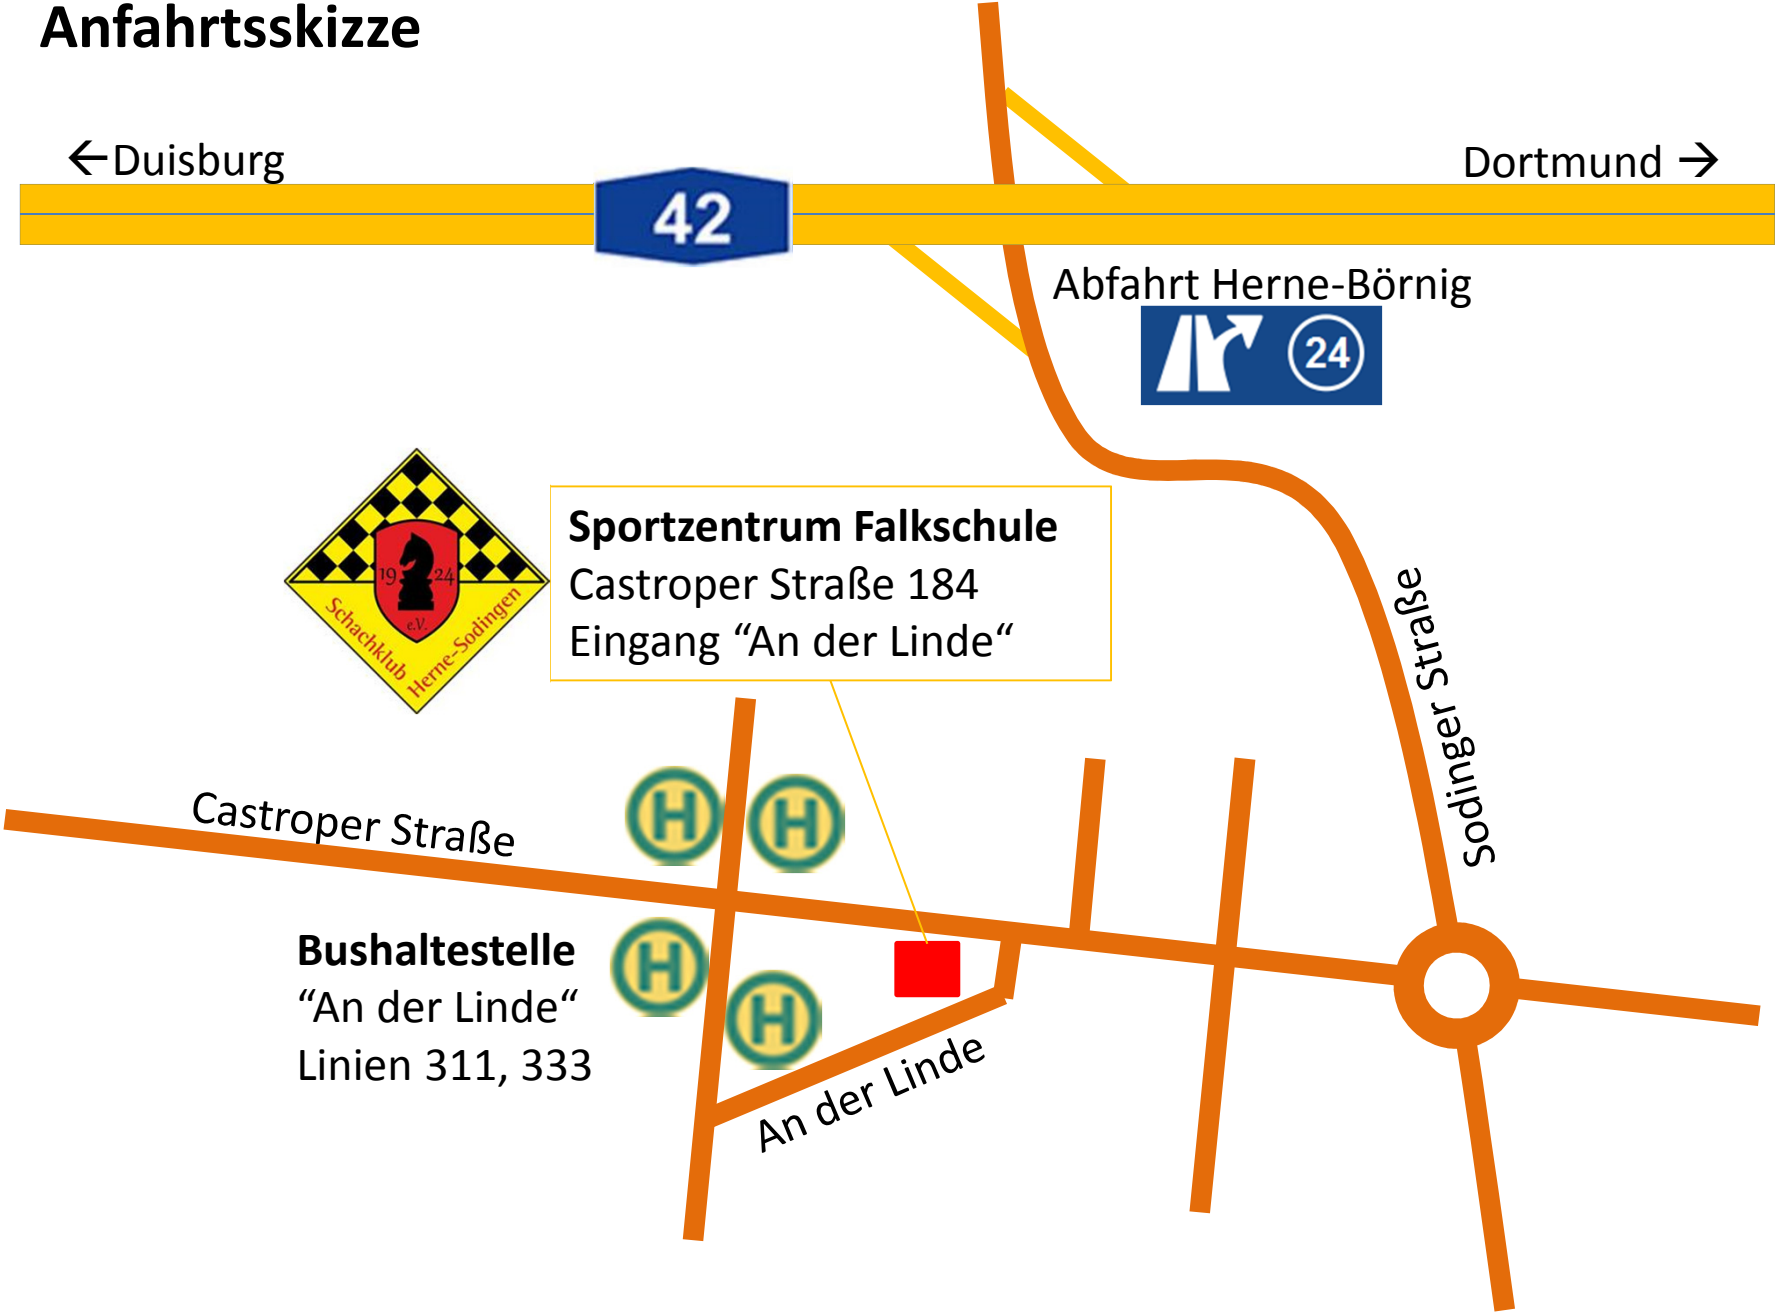 Anfahrtsskizze
←Duisburg
Dortmund →
42
Abfahrt Herne-Börnig
24
19 24
e.V.
Schachklub
Herne-Sodingen
Sportzentrum Falkschule
Castroper Straße 184
Eingang “An der Linde“
Sodinger Straße
Castroper Straße
H
H
H
H
Bushaltestelle
“An der Linde“
Linien 311, 333
An der Linde